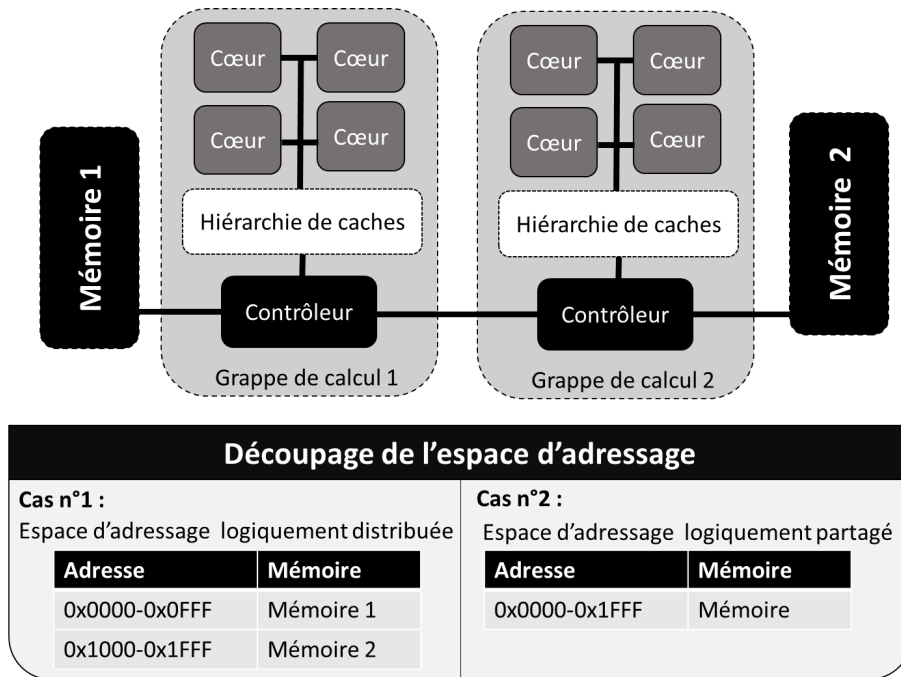 Cœur Cœur
Cœur Cœur
Hiérarchie de caches
Contrôleur
Grappe de calcul 1
Cœur Cœur
Cœur Cœur
Hiérarchie de caches
Contrôleur
Grappe de calcul 2
Mémoire 1
Mémoire 2
Découpage de l'espace d'adressage
Cas n°1 :
Espace d'adressage logiquement distribuée
Adresse Mémoire
0x0000-0x0FFF Mémoire 1
0x1000-0x1FFF Mémoire 2
Cas n°2 :
Espace d'adressage logiquement partagé
Adresse Mémoire
0x0000-0x1FFF Mémoire